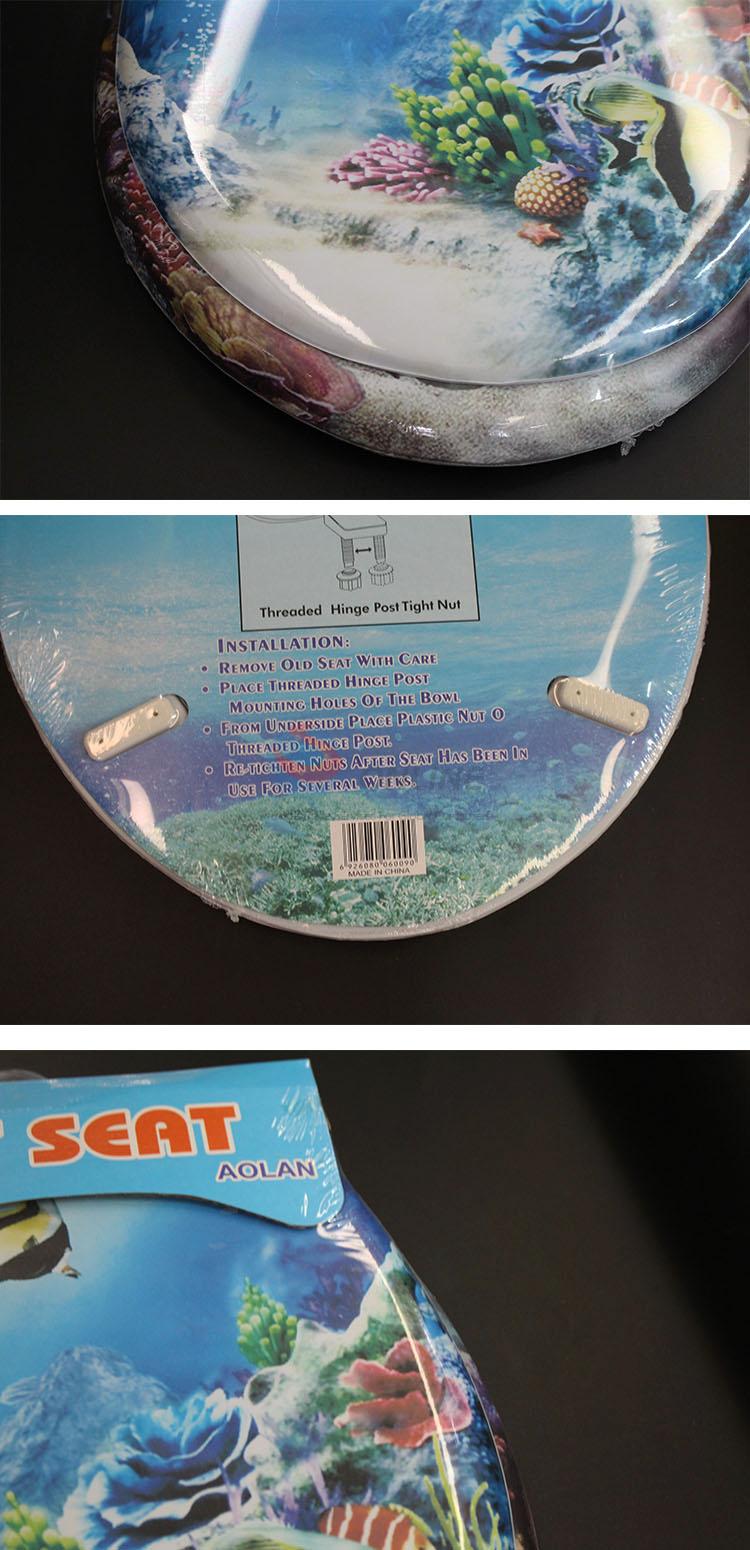 Threaded Hinge Post Tight Nut
INSTALLATION:
• REMOVE OLD SEAT WITH CARE
• PLACE THREADED HINGE POST
MOUNTING HOLES OF THE BOWL
• FROM UNDERSIDE PLACE PLASTIC NUT O
THREADED HINGE POST.
• RE-TIGHTEN NUTS AFTER SEAT HAS BEEN IN
USE FOR SEVERAL WEEKS.
6 926080 060090
MADE IN CHINA
SEAT
AOLAN